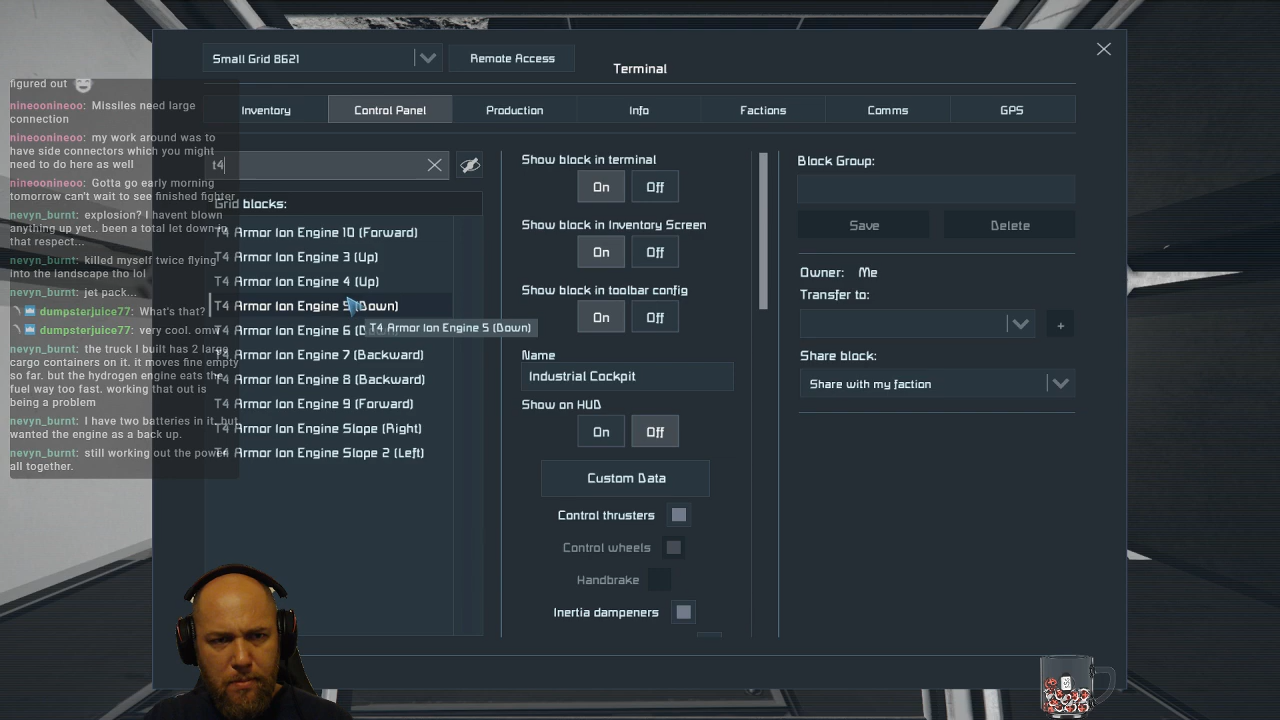 Small Grid 8621
Remote Access
Terminal
Inventory
Control Panel
Production
Info
Factions
Comms
GPS
figured out
nineoonineoo: Missiles need large
connection
nineoonineoo: my work around was to
have side connectors which you might
need to do here as well
nineoonineoo: Gotta go early morning
tomorrow can't wait to see finished fighter
nevyn_burnt: explosion? I havent blown
anything up yet.. been a total let down in
that respect...
nevyn_burnt: killed myself twice flying
into the landscape tho lol
nevyn_burnt: jet pack...
dumpsterjuice77: What's that?
dumpsterjuice77: very cool. omw
nevyn_burnt: the truck I built has 2 large
cargo containers on it. it moves fine empty
so far. but the hydrogen engine eats the
fuel way too fast. working that out is
being a problem
nevyn_burnt: I have two batteries in it, but
wanted the engine as a back up.
nevyn_burnt: still working out the power
all together.
t4
Grid blocks:
T4 Armor Ion Engine 10 (Forward)
T4 Armor Ion Engine 3 (Up)
T4 Armor Ion Engine 4 (Up)
T4 Armor Ion Engine 5 (Down)
T4 Armor Ion Engine 6 (D
T4 Armor Ion Engine 5 (Down)
T4 Armor Ion Engine 7 (Backward)
T4 Armor Ion Engine 8 (Backward)
T4 Armor Ion Engine 9 (Forward)
T4 Armor Ion Engine Slope (Right)
T4 Armor Ion Engine Slope 2 (Left)
Show block in terminal
On Off
Show block in Inventory Screen
On Off
Show block in toolbar config
On Off
Name
Industrial Cockpit
Show on HUD
On Off
Custom Data
Control thrusters
Control wheels
Handbrake
Inertia dampeners
Block Group:
Save
Delete
Owner: Me
Transfer to:
+
Share block:
Share with my faction